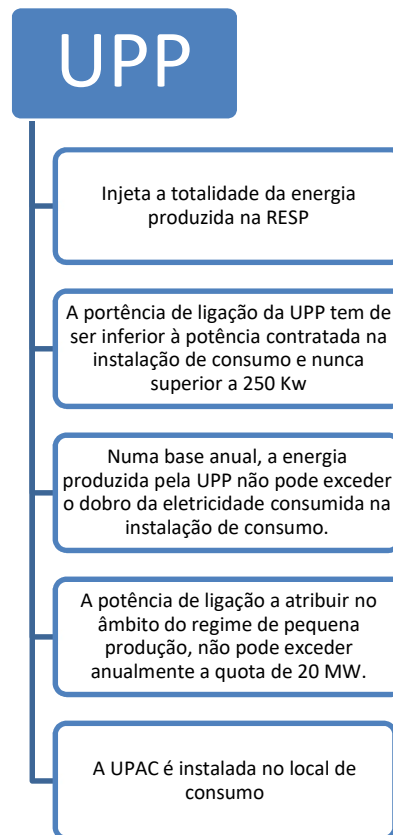 UPP
Injeta a totalidade da energia
produzida na RESP
A portência de ligação da UPP tem de
ser inferior à potência contratada na
instalação de consumo e nunca
superior a 250 Kw
Numa base anual, a energia
produzida pela UPP não pode exceder
o dobro da eletricidade consumida na
instalação de consumo.
A potência de ligação a atribuir no
âmbito do regime de pequena
produção, não pode exceder
anualmente a quota de 20 MW.
A UPAC é instalada no local de
consumo